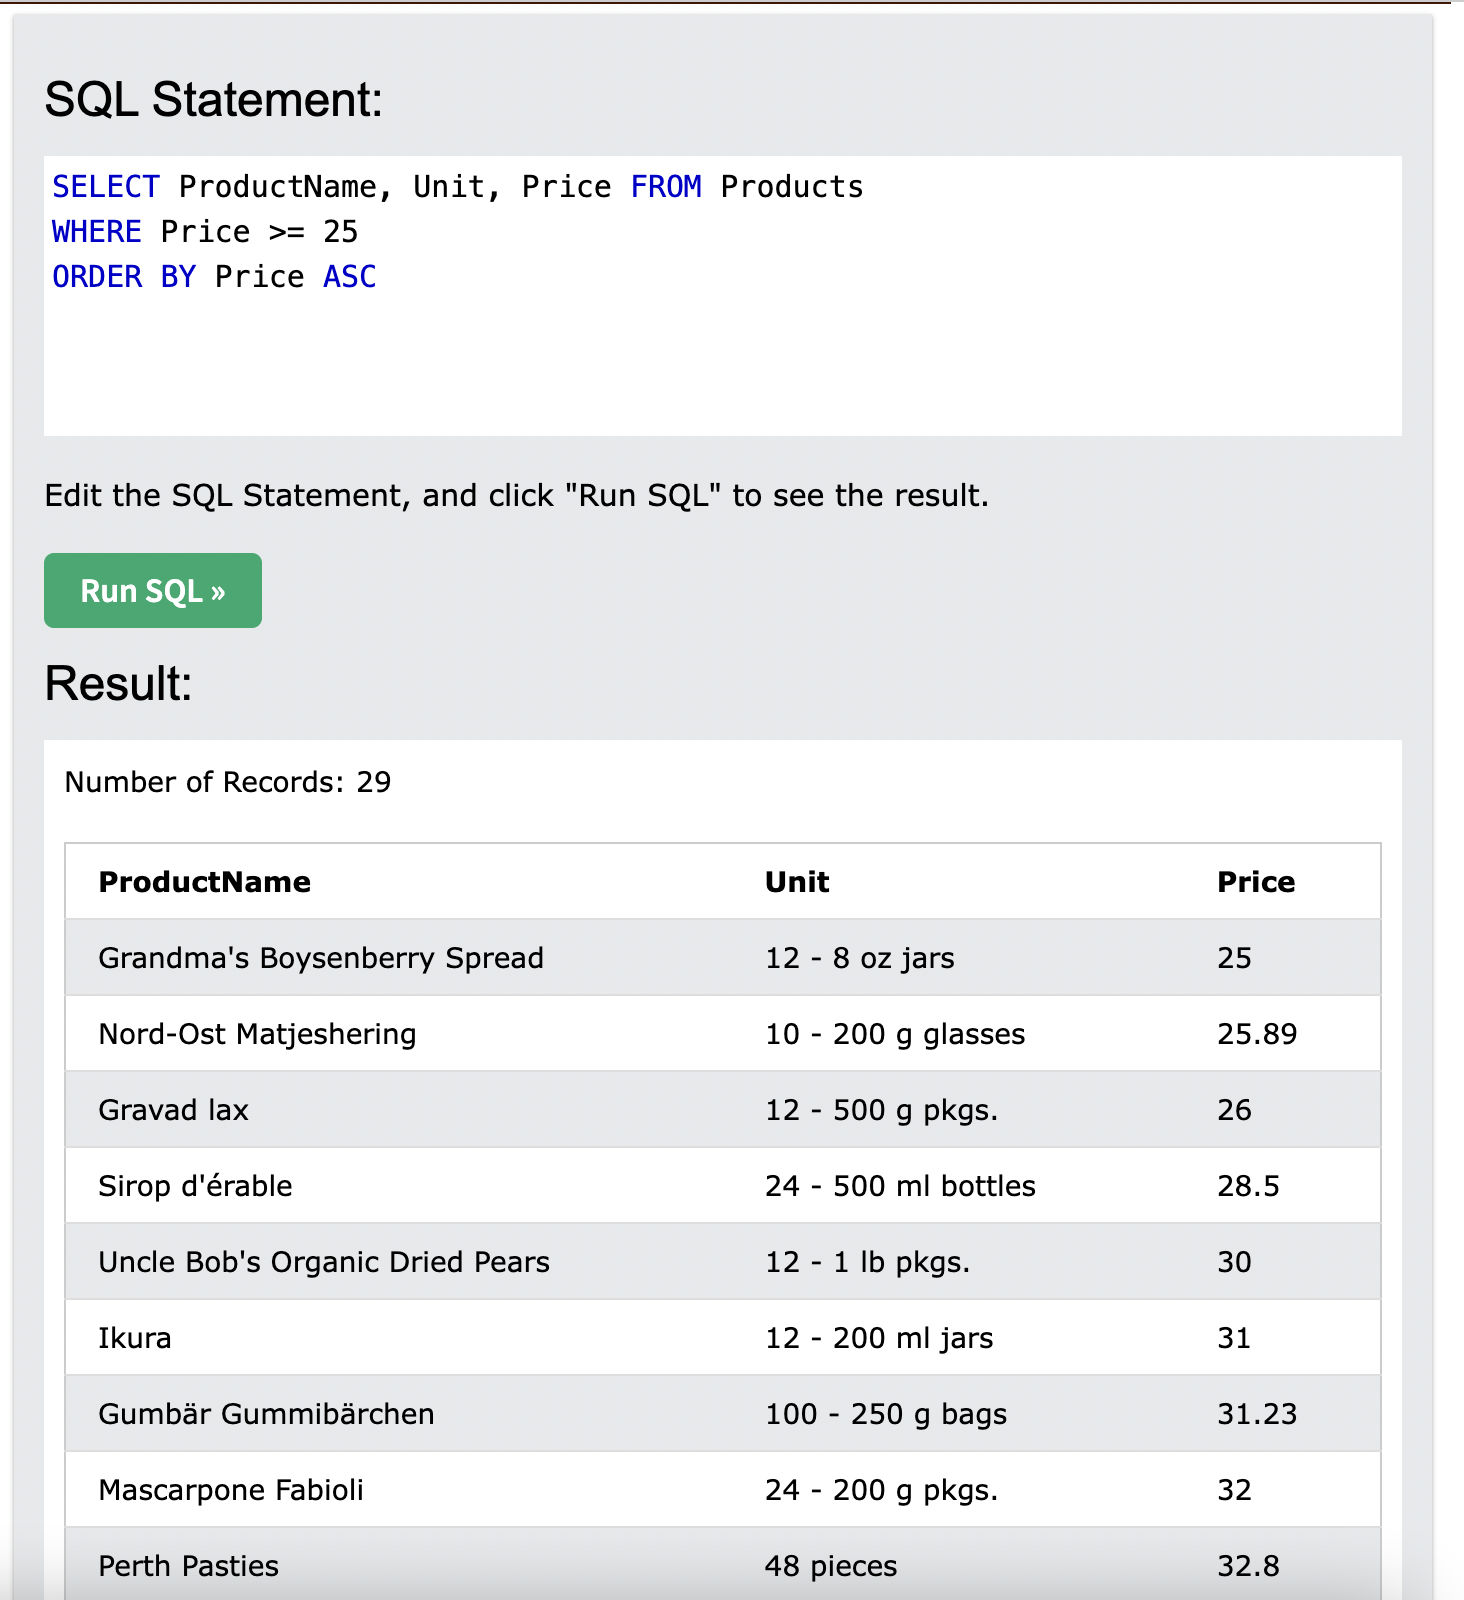 SQL Statement:
SELECT ProductName, Unit, Price FROM Products
WHERE Price >= 25
ORDER BY Price ASC
Edit the SQL Statement, and click "Run SQL" to see the result.
Run SQL »
Result:
Number of Records: 29
ProductName Unit Price
Grandma's Boysenberry Spread 12 - 8 oz jars 25
Nord-Ost Matjeshering 10 - 200 g glasses 25.89
Gravad lax 12 - 500 g pkgs. 26
Sirop d'érable 24 - 500 ml bottles 28.5
Uncle Bob's Organic Dried Pears 12 - 1 lb pkgs. 30
Ikura 12 - 200 ml jars 31
Gumbär Gummibärchen 100 - 250 g bags 31.23
Mascarpone Fabioli 24 - 200 g pkgs. 32
Perth Pasties 48 pieces 32.8